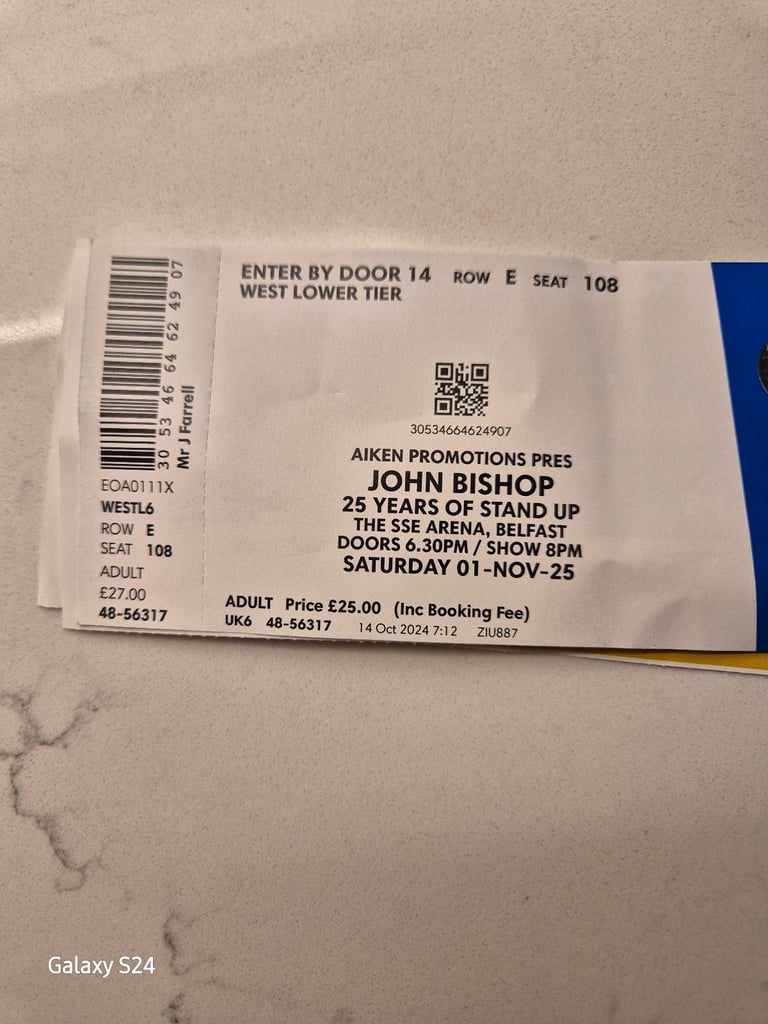 30 53 46 64 62 49 07
Mr J Farrell
EOA0111X
WESTL6
ROW E
SEAT 108
ADULT
£27.00
48-56317
ENTER BY DOOR 14 ROW E SEAT 108
WEST LOWER TIER
30534664624907
AIKEN PROMOTIONS PRES
JOHN BISHOP
25 YEARS OF STAND UP
THE SSE ARENA, BELFAST
DOORS 6.30PM / SHOW 8PM
SATURDAY 01-NOV-25
ADULT Price £25.00 (Inc Booking Fee)
UK6 48-56317 14 Oct 2024 7:12 ZIU887
Galaxy S24